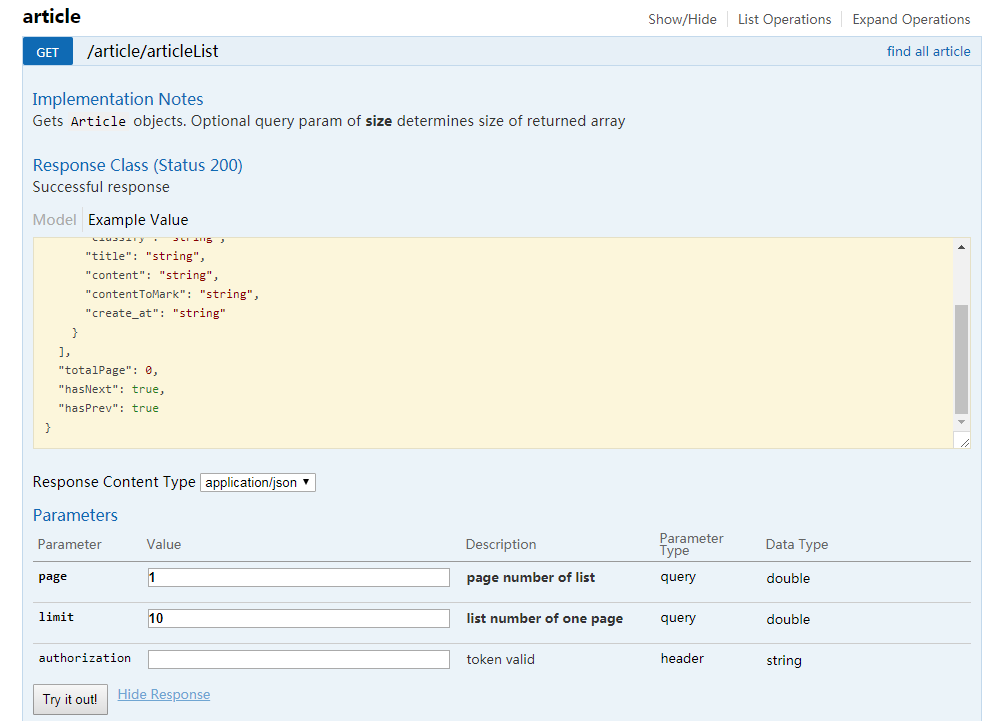 article
Show/Hide List Operations Expand Operations
GET /article/articleList find all article
Implementation Notes
Gets Article objects. Optional query param of size determines size of returned array
Response Class (Status 200)
Successful response
Model Example Value
"classify": "string",
"title": "string",
"content": "string",
"contentToMark": "string",
"create_at": "string"
}
],
"totalPage": 0,
"hasNext": true,
"hasPrev": true
}
Response Content Type application/json
Parameters
Parameter Value Description Parameter Type Data Type
page 1 page number of list query double
limit 10 list number of one page query double
authorization token valid header string
Try it out! Hide Response